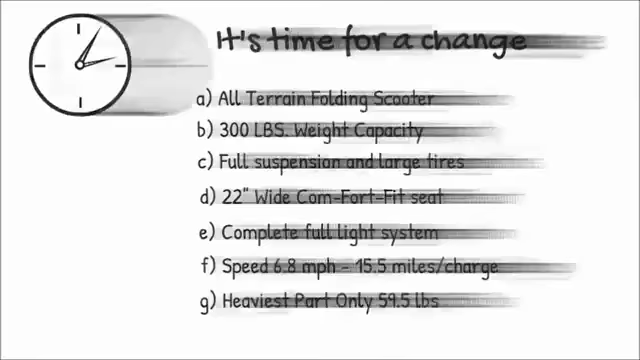 It's time for a change
a) All Terrain Folding Scooter
b) 300 LBS. Weight Capacity
c) Full suspension and large tires
d) 22" Wide Com-Fort-Fit seat
e) Complete full light system
f) Speed 6.8 mph - 15.5 miles/charge
g) Heaviest Part Only 59.5 lbs